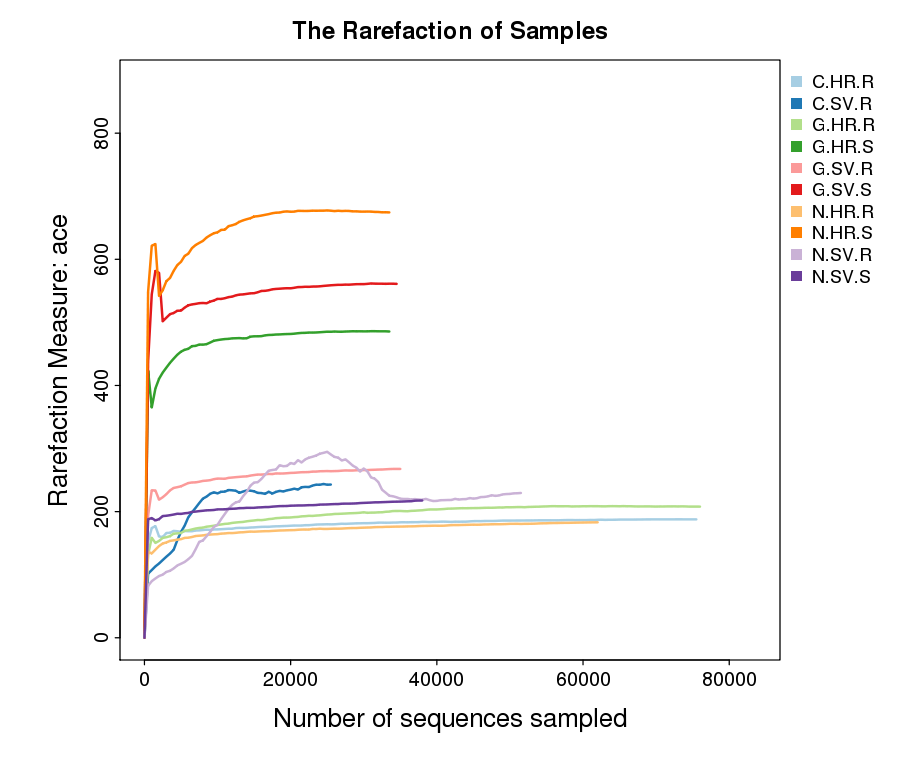 The Rarefaction of Samples
C.HR.R
C.SV.R
G.HR.R
G.HR.S
G.SV.R
G.SV.S
N.HR.R
N.HR.S
N.SV.R
N.SV.S
Rarefaction Measure: ace
800
600
400
200
0
0 20000 40000 60000 80000
Number of sequences sampled